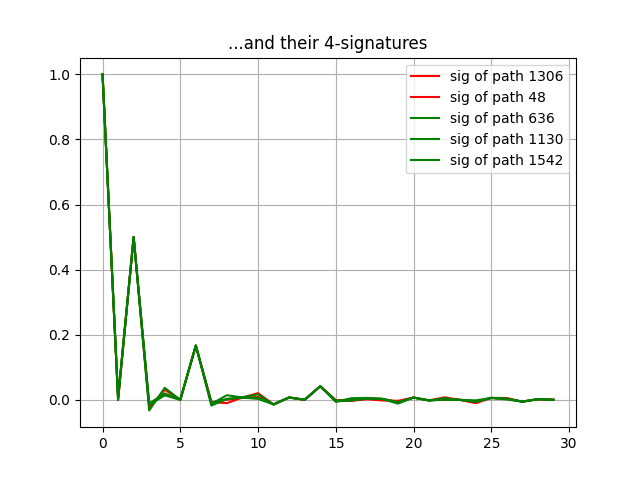 ...and their 4-signatures
sig of path 1306
sig of path 48
sig of path 636
sig of path 1130
sig of path 1542
1.0
0.8
0.6
0.4
0.2
0.0
0 5 10 15 20 25 30